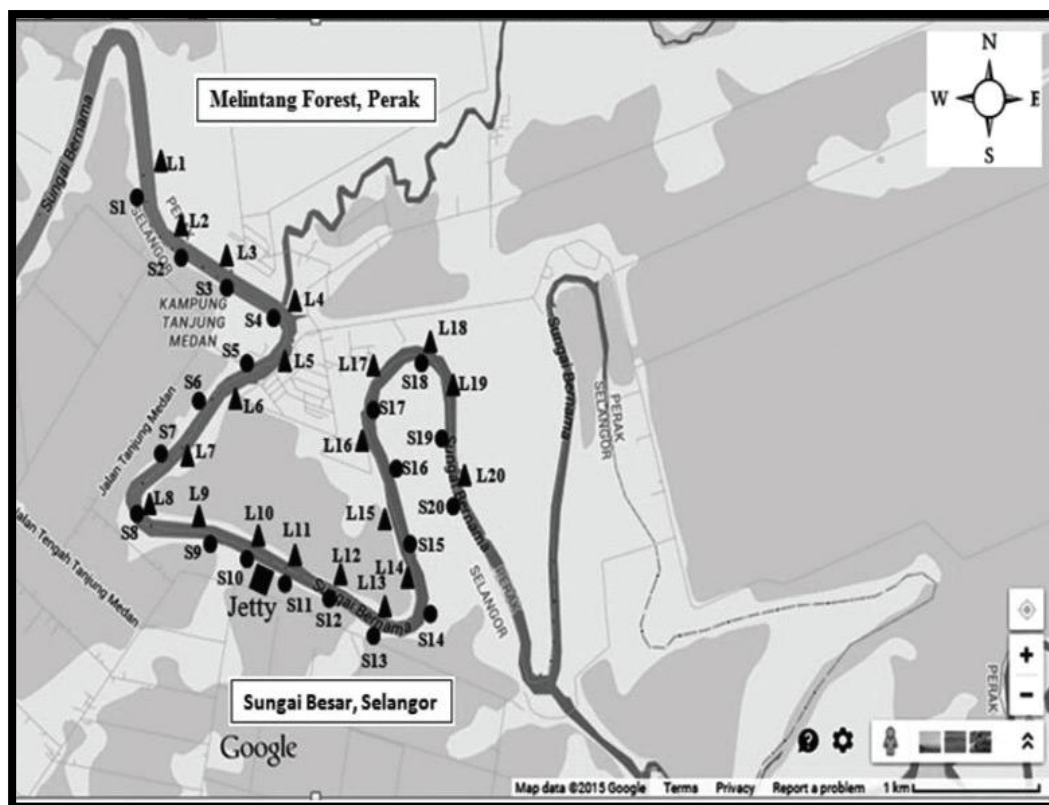 N
W E
S
Melintang Forest, Perak
Sungai Bernama
L1
S1
PERAK
SELANGOR
L2
S2
L3
S3
KAMPUNG
TANJUNG
MEDAN
L4
S4
S5
L5
S6
L6
Jalan Tanjung Medan
S7
L7
L8
S8
L9
S9
L10
S10
Jetty
L11
S11
L12
S12
Sungai Bernama
L13
S13
L14
S14
L15
S15
L16
S16
L17
S17
L18
S18
L19
S19
Sungai Bernama
L20
S20
SELANGOR
PERAK
Sungai Bernama
PERAK
SELANGOR
Jalan Tengah Tanjung Medan
Sungai Besar, Selangor
Google
PERAK
+
−
?
Map data ©2015 Google Terms Privacy Report a problem 1 km